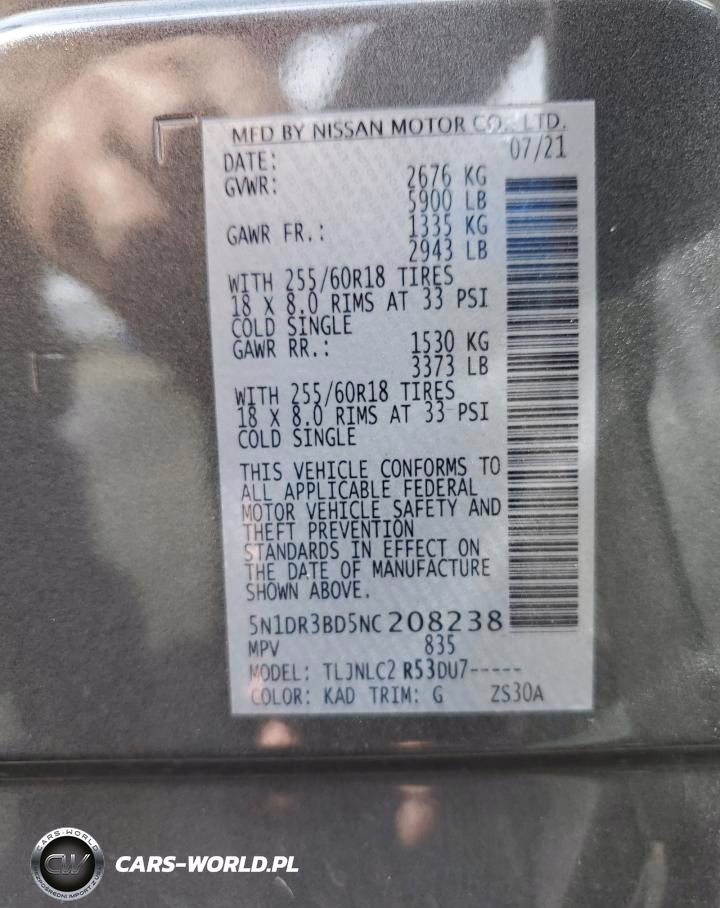 MFD BY NISSAN MOTOR CO., LTD.
DATE: 07/21
GVWR: 2676 KG
5900 LB
GAWR FR.: 1335 KG
2943 LB
WITH 255/60R18 TIRES
18 X 8.0 RIMS AT 33 PSI
COLD SINGLE
GAWR RR.: 1530 KG
3373 LB
WITH 255/60R18 TIRES
18 X 8.0 RIMS AT 33 PSI
COLD SINGLE
THIS VEHICLE CONFORMS TO
ALL APPLICABLE FEDERAL
MOTOR VEHICLE SAFETY AND
THEFT PREVENTION
STANDARDS IN EFFECT ON
THE DATE OF MANUFACTURE
SHOWN ABOVE.
5N1DR3BD5NC208238
MPV 835
MODEL: TLJNLC2 R53DU7-----
COLOR: KAD TRIM: G ZS30A
CARS-WORLD
CW
CARS-WORLD.PL